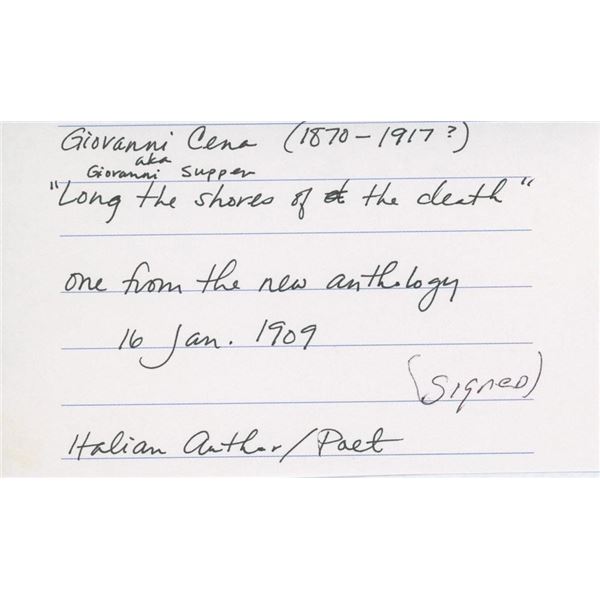 Giovanni Cena (1870-1917?)
aka
Giovanni Supper
"Long the shores of the death"
one from the new anthology
16 Jan. 1909
(Signed)
Italian Author/Poet